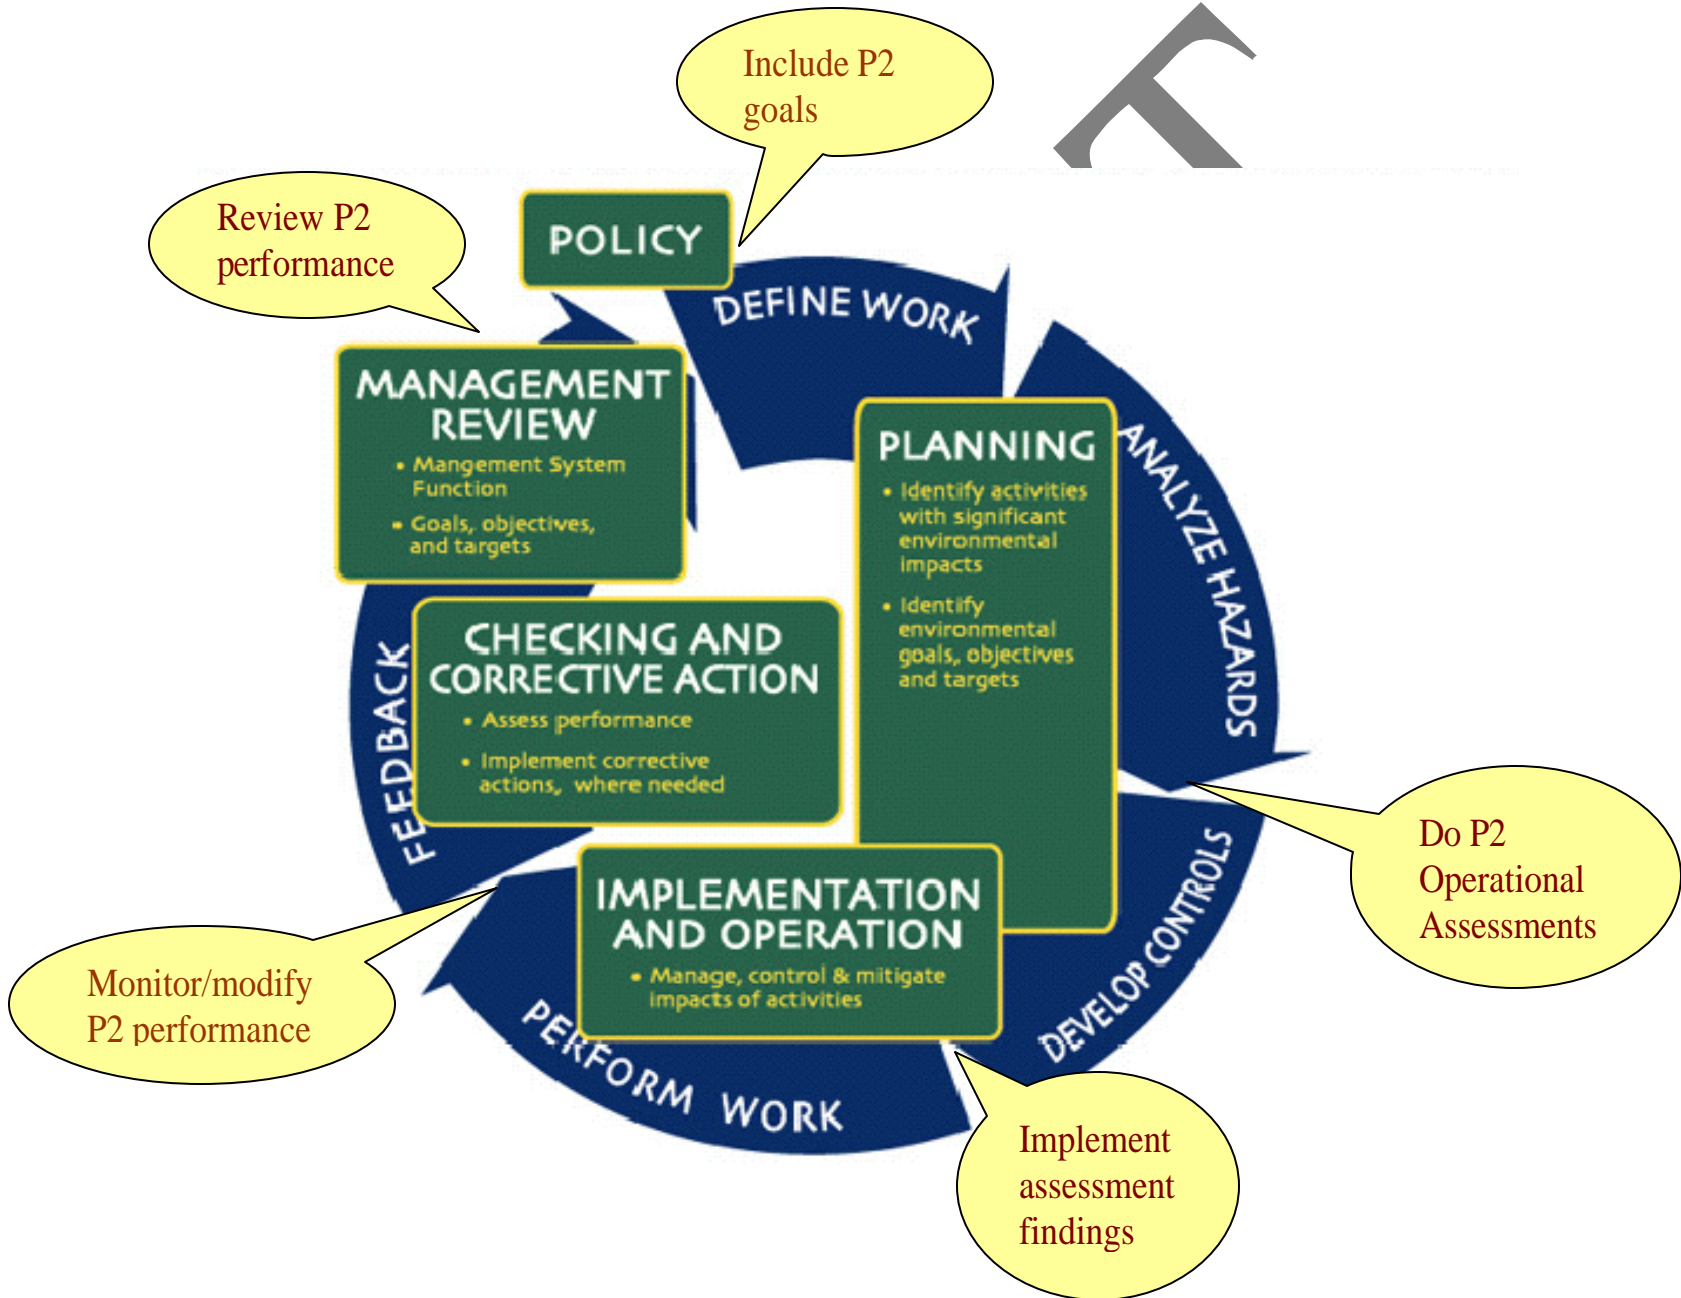 Include P2
goals
Review P2
performance
POLICY
DEFINE WORK
MANAGEMENT
REVIEW
• Mangement System
Function
• Goals, objectives,
and targets
PLANNING
• Identify activities
with significant
environmental
impacts
• Identify
environmental
goals, objectives
and targets
ANALYZE HAZARDS
CHECKING AND
CORRECTIVE ACTION
• Assess performance
• Implement corrective
actions, where needed
FEEDBACK
Do P2
Operational
Assessments
IMPLEMENTATION
AND OPERATION
• Manage, control & mitigate
impacts of activities
DEVELOP CONTROLS
Monitor/modify
P2 performance
PERFORM WORK
Implement
assessment
findings
T